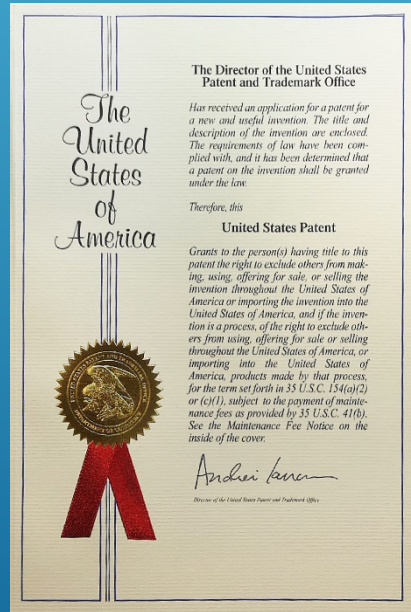 The
United
States
of
America
The Director of the United States
Patent and Trademark Office
Has received an application for a patent for
a new and useful invention. The title and
description of the invention are enclosed.
The requirements of law have been com-
plied with, and it has been determined that
a patent on the invention shall be granted
under the law.
Therefore, this
United States Patent
Grants to the person(s) having title to this
patent the right to exclude others from mak-
ing, using, offering for sale, or selling the
invention throughout the United States of
America or importing the invention into the
United States of America, and if the inven-
tion is a process, of the right to exclude oth-
ers from using, offering for sale or selling
throughout the United States of America, or
importing into the United States of
America, products made by that process,
for the term set forth in 35 U.S.C. 154(a)(2)
or (c)(1), subject to the payment of mainte-
nance fees as provided by 35 U.S.C. 41(b).
See the Maintenance Fee Notice on the
inside of the cover.
Andrei Iancu
Director of the United States Patent and Trademark Office